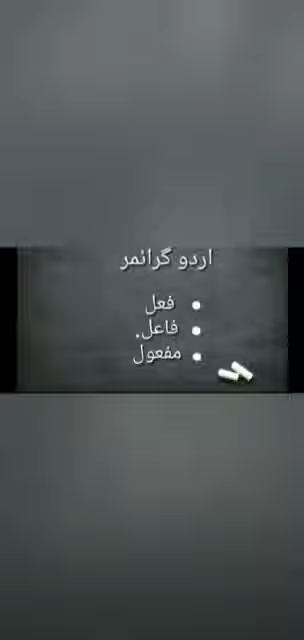 اردو گرائمر
• فعل
• فاعل.
• مفعول